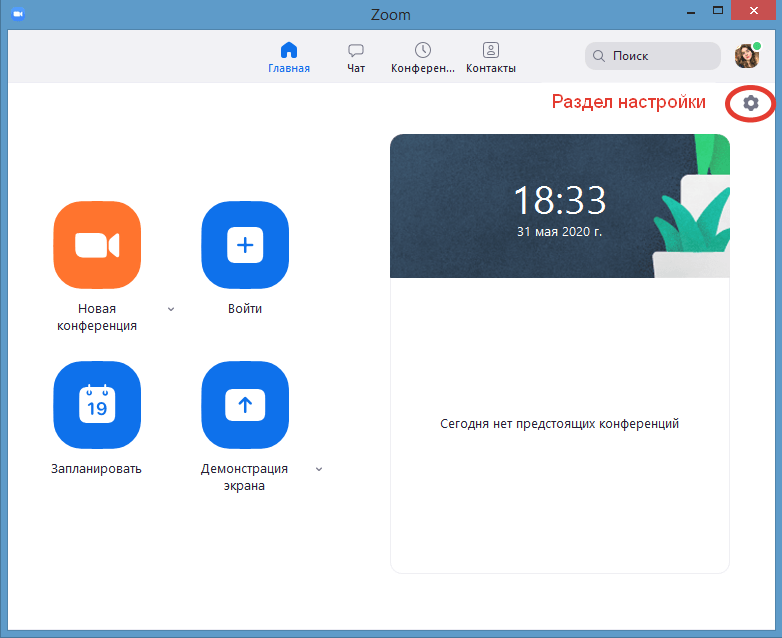 Zoom
Главная
Чат
Конферен...
Контакты
Поиск
Раздел настройки
18:33
31 мая 2020 г.
Новая
конференция
Войти
19
Запланировать
Демонстрация
экрана
Сегодня нет предстоящих конференций